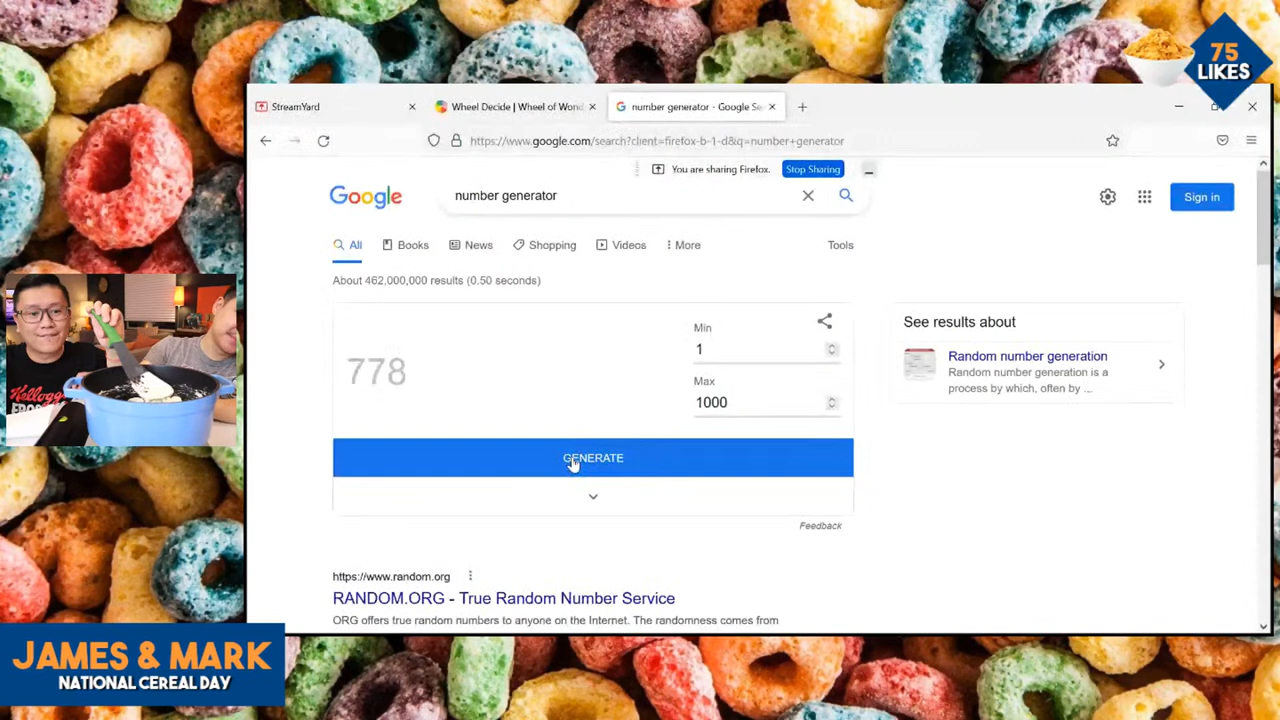 75
LIKES
StreamYard
Wheel Decide | Wheel of Wond
number generator - Google Se
https://www.google.com/search?client=firefox-b-1-d&q=number+generator
You are sharing Firefox.
Stop Sharing
Google
number generator
Sign in
All
Books
News
Shopping
Videos
More
Tools
About 462,000,000 results (0.50 seconds)
778
Min
1
Max
1000
GENERATE
Feedback
See results about
Random number generation
Random number generation is a
process by which, often by ...
https://www.random.org
RANDOM.ORG - True Random Number Service
ORG offers true random numbers to anyone on the Internet. The randomness comes from
Kellogg's
JAMES & MARK
NATIONAL CEREAL DAY